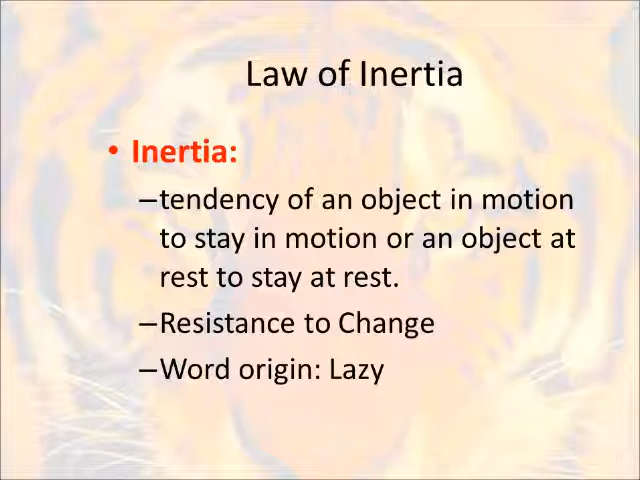 Law of Inertia
• Inertia:
–tendency of an object in motion
to stay in motion or an object at
rest to stay at rest.
–Resistance to Change
–Word origin: Lazy